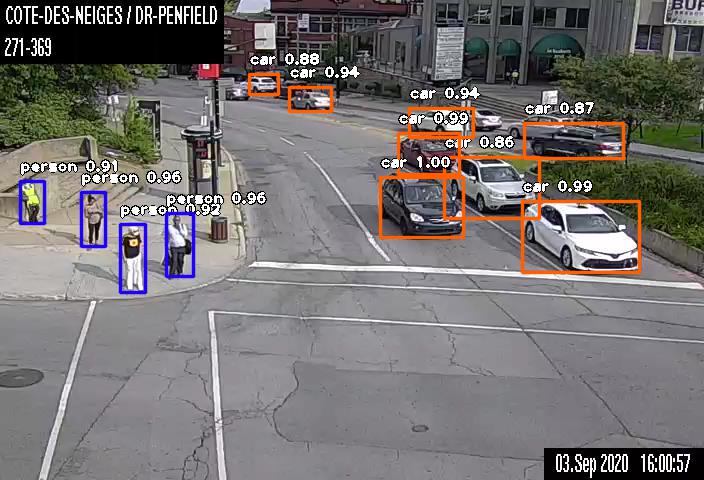 COTE-DES-NEIGES / DR-PENFIELD
271-369
BUF
car 0.88
car 0.94
car 0.94
car 0.87
car 0.99
car 0.86
car 1.00
person 0.91
person 0.96
car 0.99
person 0.96
person 0.92
03.Sep 2020 16:00:57